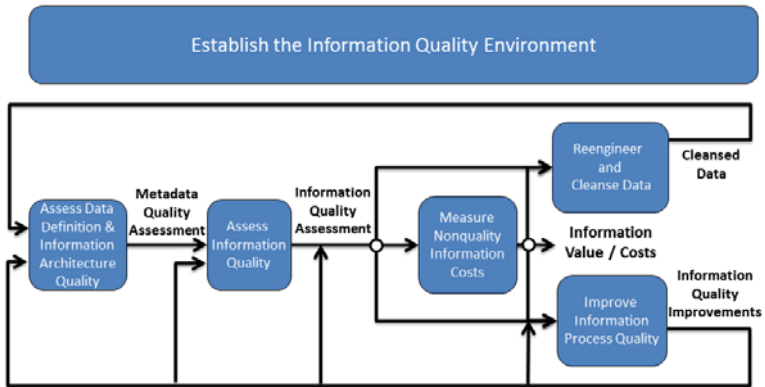 Establish the Information Quality Environment
Assess Data
Definition &
Information
Architecture
Quality
Metadata
Quality
Assessment
Assess
Information
Quality
Information
Quality
Assessment
Measure
Nonquality
Information
Costs
Reengineer
and
Cleanse Data
Cleansed
Data
Information
Value / Costs
Improve
Information
Process Quality
Information
Quality
Improvements